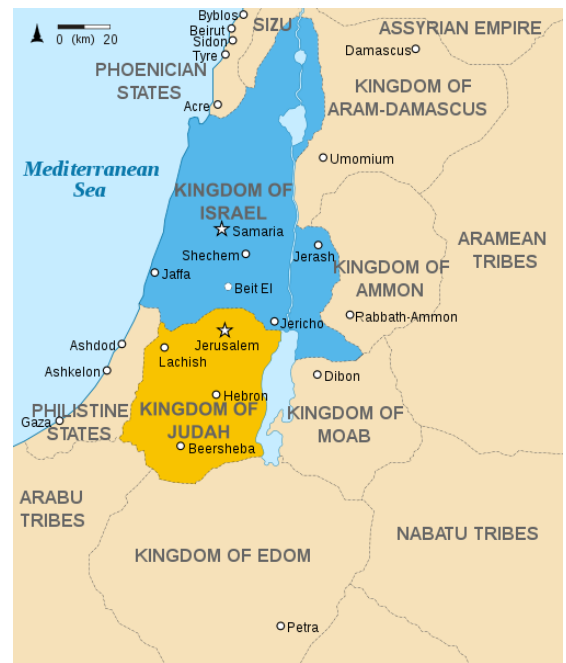 Byblos
Beirut
Sidon
Tyre
SIZU
ASSYRIAN EMPIRE
0 (km) 20
Damascus
PHOENICIAN
STATES
KINGDOM OF
ARAM-DAMASCUS
Acre
Mediterranean
Sea
Umomium
KINGDOM OF
ISRAEL
Samaria
Shechem
Jerash
ARAMEAN
TRIBES
KINGDOM OF
AMMON
Jaffa
Beit El
Jericho
Rabbath-Ammon
Jerusalem
Ashdod
Lachish
Ashkelon
Dibon
Hebron
PHILISTINE
STATES
Gaza
KINGDOM OF
JUDAH
KINGDOM OF
MOAB
Beersheba
ARABU
TRIBES
NABATU TRIBES
KINGDOM OF EDOM
Petra